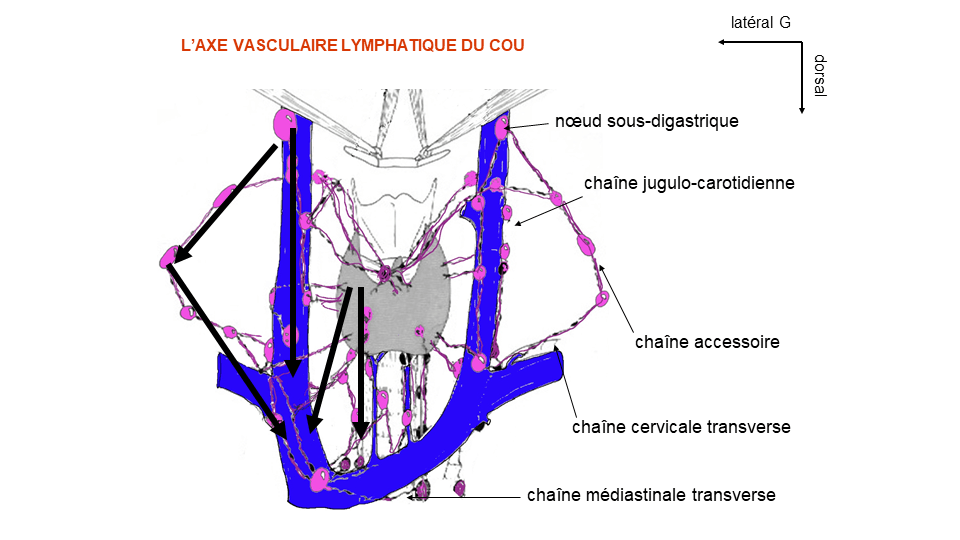 latéral G
L’AXE VASCULAIRE LYMPHATIQUE DU COU
dorsal
nœud sous-digastrique
chaîne jugulo-carotidienne
chaîne accessoire
chaîne cervicale transverse
chaîne médiastinale transverse